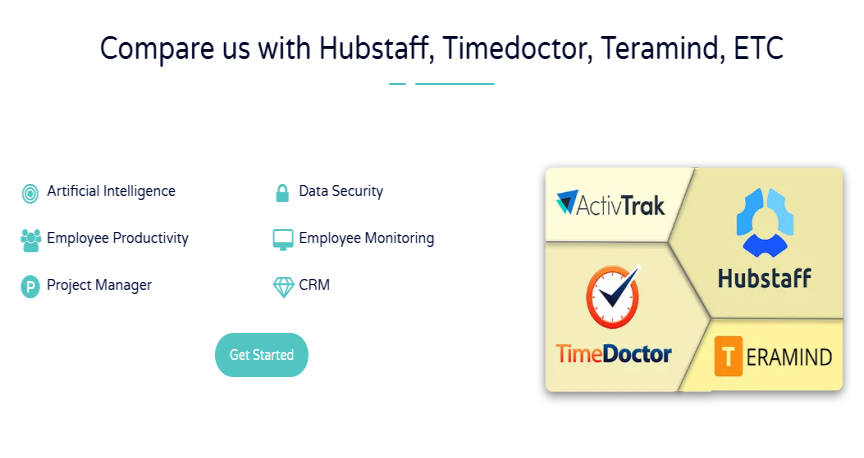 Compare us with Hubstaff, Timedoctor, Teramind, ETC
Artificial Intelligence
Data Security
Employee Productivity
Employee Monitoring
P
Project Manager
CRM
Get Started
ActivTrak
Hubstaff
TimeDoctor
TERAMIND